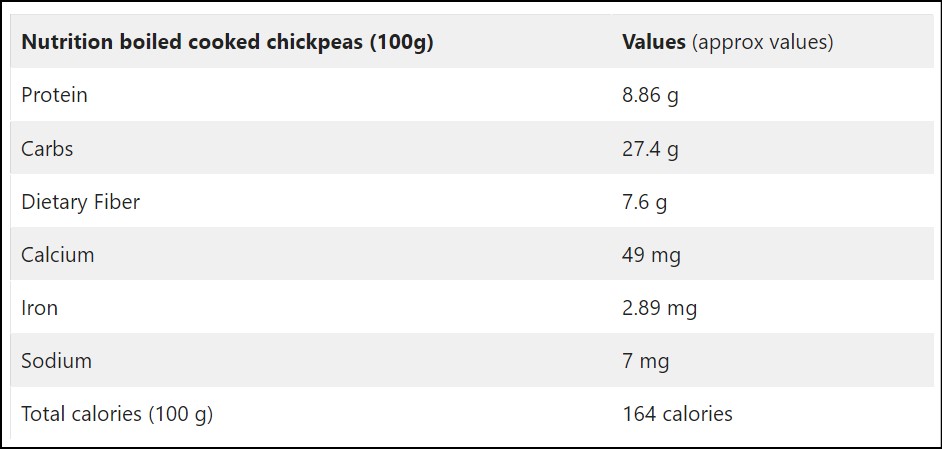 Nutrition boiled cooked chickpeas (100g) Values (approx values)
Protein 8.86 g
Carbs 27.4 g
Dietary Fiber 7.6 g
Calcium 49 mg
Iron 2.89 mg
Sodium 7 mg
Total calories (100 g) 164 calories